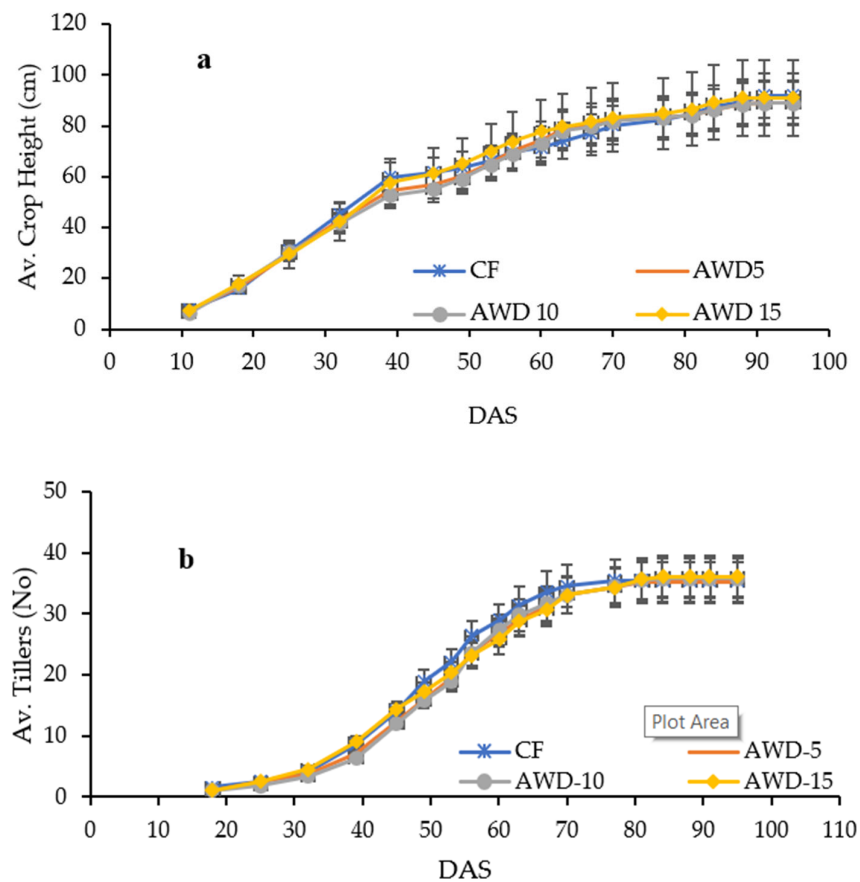 120
100
80
60
40
20
0
a
Av. Crop Height (cm)
CF AWD5
AWD 10 AWD 15
0 10 20 30 40 50 60 70 80 90 100
DAS
50
40
30
20
10
0
b
Av. Tillers (No)
Plot Area
CF AWD-5
AWD-10 AWD-15
0 10 20 30 40 50 60 70 80 90 100 110
DAS